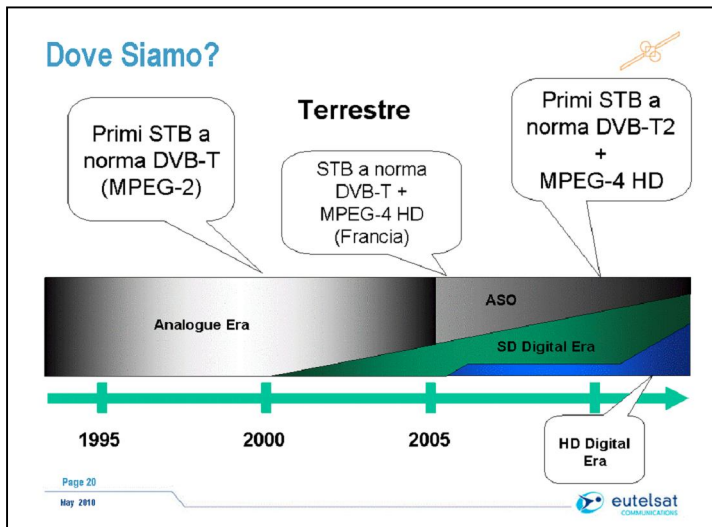 Dove Siamo?
Terrestre
Primi STB a
norma DVB-T
(MPEG-2)
STB a norma
DVB-T +
MPEG-4 HD
(Francia)
Primi STB a
norma DVB-T2
+
MPEG-4 HD
Analogue Era
ASO
SD Digital Era
HD Digital
Era
1995
2000
2005
Page 20
May 2010
eutelsat
COMMUNICATIONS